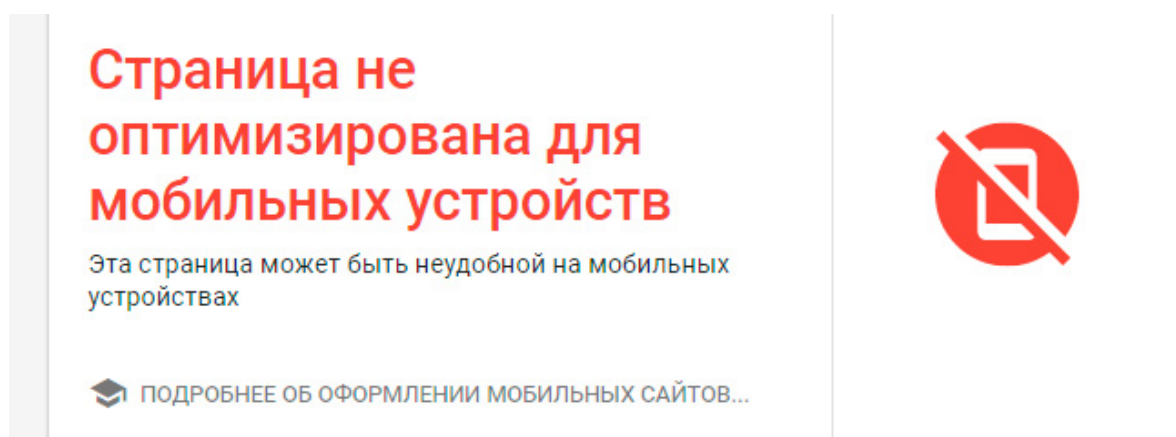 Страница не
оптимизирована для
мобильных устройств
Эта страница может быть неудобной на мобильных
устройствах
ПОДРОБНЕЕ ОБ ОФОРМЛЕНИИ МОБИЛЬНЫХ САЙТОВ...